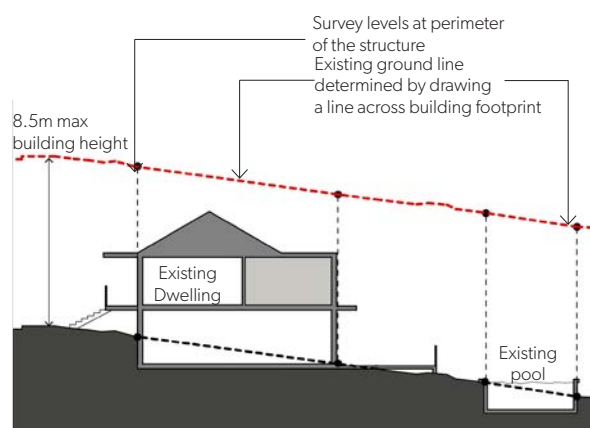 Survey levels at perimeter
of the structure
Existing ground line
determined by drawing
a line across building footprint
8.5m max
building height
Existing
Dwelling
Existing
pool